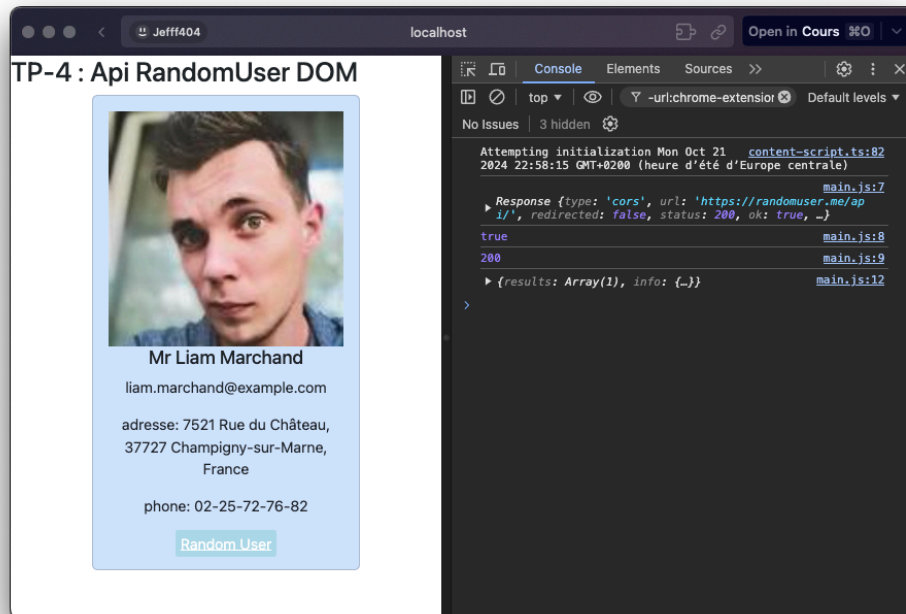 Jefff404
localhost
Open in Cours ⌘O
TP-4 : Api RandomUser DOM
Mr Liam Marchand
liam.marchand@example.com
adresse: 7521 Rue du Château,
37727 Champigny-sur-Marne,
France
phone: 02-25-72-76-82
Random User
Console Elements Sources
top -url:chrome-extension Default levels
No Issues 3 hidden
Attempting initialization Mon Oct 21 content-script.ts:82
2024 22:58:15 GMT+0200 (heure d’été d’Europe centrale)
main.js:7
Response {type: 'cors', url: 'https://randomuser.me/ap
i/', redirected: false, status: 200, ok: true, …}
true main.js:8
200 main.js:9
{results: Array(1), info: {…}} main.js:12